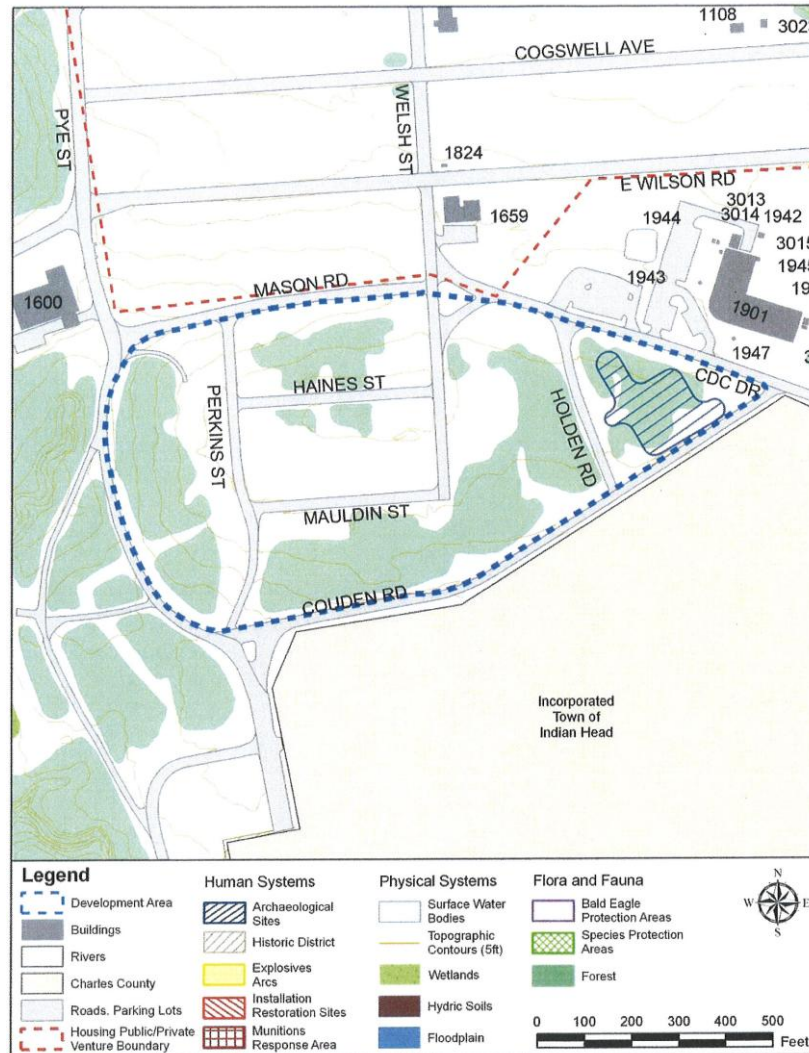 1108
302
COGSWELL AVE
PYE ST
WELSH ST
1824
E WILSON RD
1659
3013
1944
3014 1942
3015
1943
1945
19
MASON RD
1600
1901
1947
3
CDC DR
HAINES ST
PERKINS ST
HOLDEN RD
MAULDIN ST
COUDEN RD
Incorporated
Town of
Indian Head
Legend
Development Area
Buildings
Rivers
Charles County
Roads. Parking Lots
Housing Public/Private
Venture Boundary
Human Systems
Archaeological
Sites
Historic District
Explosives
Arcs
Installation
Restoration Sites
Munitions
Response Area
Physical Systems
Surface Water
Bodies
Topographic
Contours (5ft)
Wetlands
Hydric Soils
Floodplain
Flora and Fauna
Bald Eagle
Protection Areas
Species Protection
Areas
Forest
N
W E
S
0 100 200 300 400 500
Feet